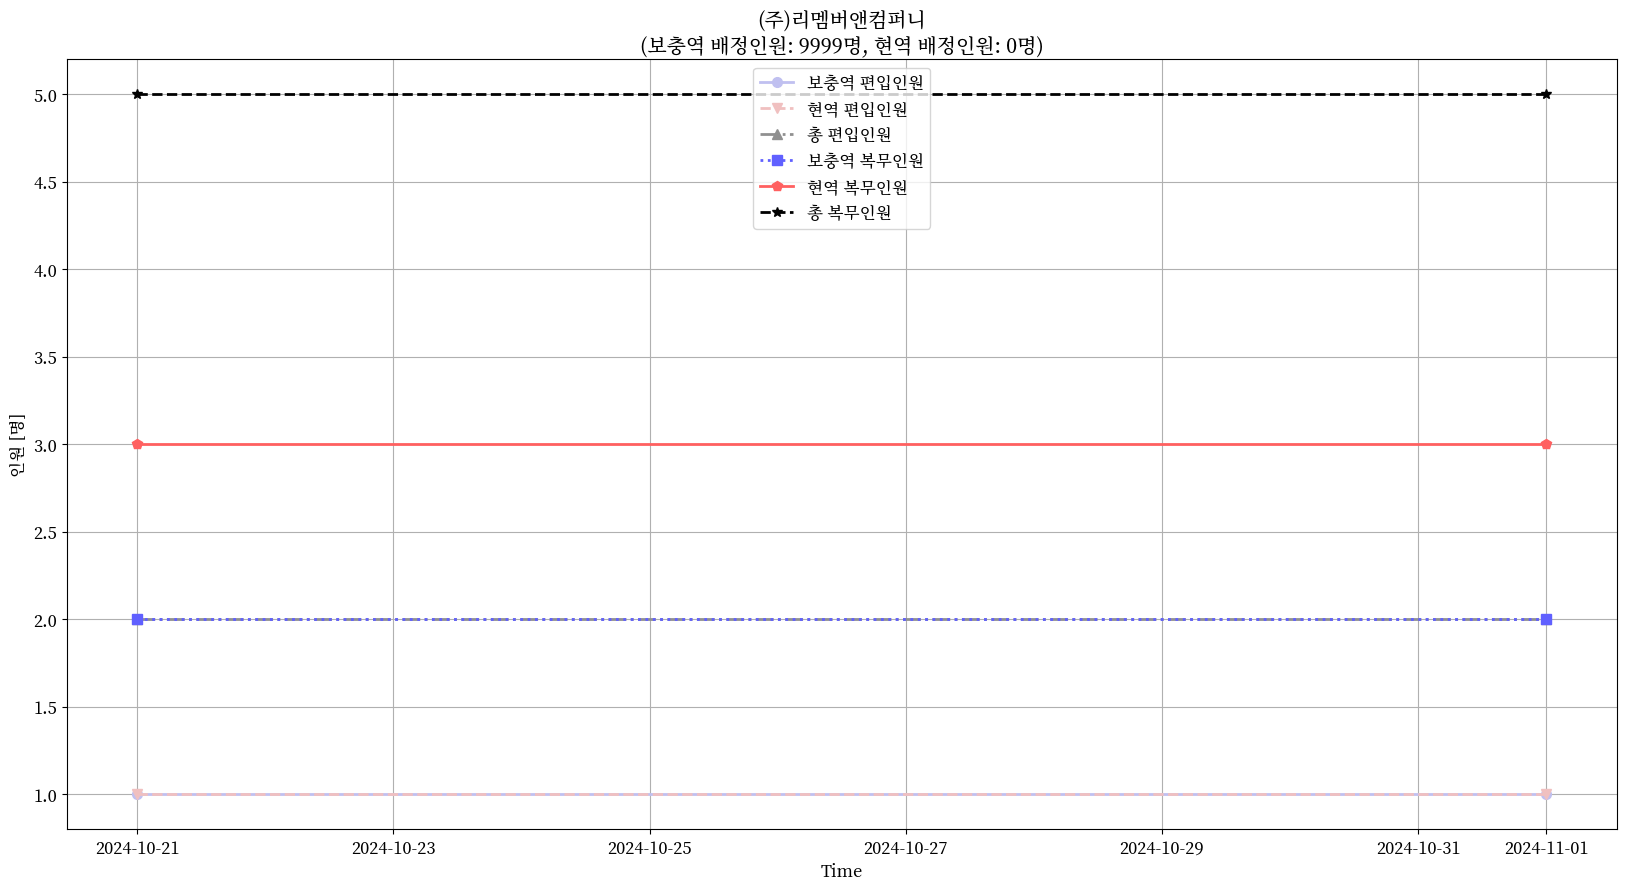 (주)리멤버앤컴퍼니
(보충역 배정인원: 9999명, 현역 배정인원: 0명)
보충역 편입인원
현역 편입인원
총 편입인원
보충역 복무인원
현역 복무인원
총 복무인원
인원 [명]
5.0
4.5
4.0
3.5
3.0
2.5
2.0
1.5
1.0
2024-10-21 2024-10-23 2024-10-25 2024-10-27 2024-10-29 2024-10-31 2024-11-01
Time